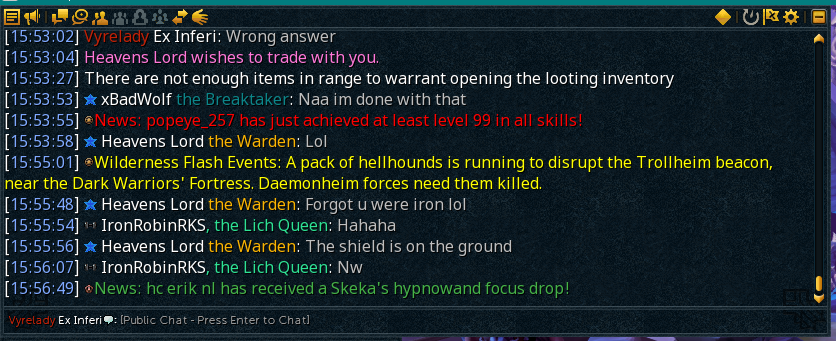 [15:53:02] Vyrelady Ex Inferi: Wrong answer
[15:53:04] Heavens Lord wishes to trade with you.
[15:53:27] There are not enough items in range to warrant opening the looting inventory
[15:53:53] xBadWolf the Breaktaker: Naa im done with that
[15:53:55] News: popeye_257 has just achieved at least level 99 in all skills!
[15:53:58] Heavens Lord the Warden: Lol
[15:55:01] Wilderness Flash Events: A pack of hellhounds is running to disrupt the Trollheim beacon,
near the Dark Warriors' Fortress. Daemonheim forces need them killed.
[15:55:48] Heavens Lord the Warden: Forgot u were iron lol
[15:55:54] IronRobinRKS, the Lich Queen: Hahaha
[15:55:56] Heavens Lord the Warden: The shield is on the ground
[15:56:07] IronRobinRKS, the Lich Queen: Nw
[15:56:49] News: hc erik nl has received a Skeka's hypnowand focus drop!
Vyrelady Ex Inferi: [Public Chat - Press Enter to Chat]